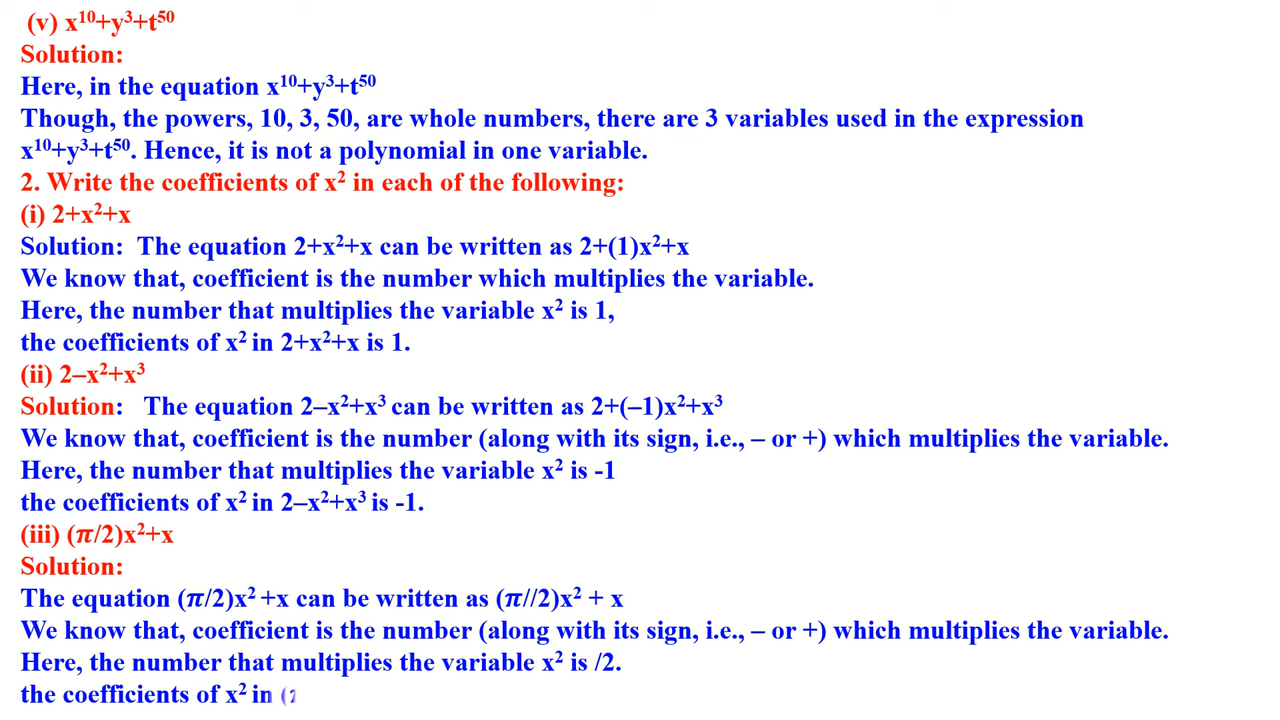 (v) x¹⁰+y³+t⁵⁰
Solution:
Here, in the equation x¹⁰+y³+t⁵⁰
Though, the powers, 10, 3, 50, are whole numbers, there are 3 variables used in the expression
x¹⁰+y³+t⁵⁰. Hence, it is not a polynomial in one variable.
2. Write the coefficients of x² in each of the following:
(i) 2+x²+x
Solution: The equation 2+x²+x can be written as 2+(1)x²+x
We know that, coefficient is the number which multiplies the variable.
Here, the number that multiplies the variable x² is 1,
the coefficients of x² in 2+x²+x is 1.
(ii) 2–x²+x³
Solution: The equation 2–x²+x³ can be written as 2+(–1)x²+x³
We know that, coefficient is the number (along with its sign, i.e., – or +) which multiplies the variable.
Here, the number that multiplies the variable x² is -1
the coefficients of x² in 2–x²+x³ is -1.
(iii) (π/2)x²+x
Solution:
The equation (π/2)x² +x can be written as (π//2)x² + x
We know that, coefficient is the number (along with its sign, i.e., – or +) which multiplies the variable.
Here, the number that multiplies the variable x² is /2.
the coefficients of x² in (